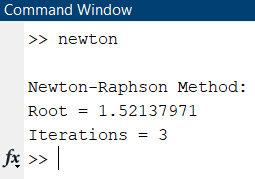 Command Window
>> newton
Newton-Raphson Method:
Root = 1.52137971
Iterations = 3
fx >>